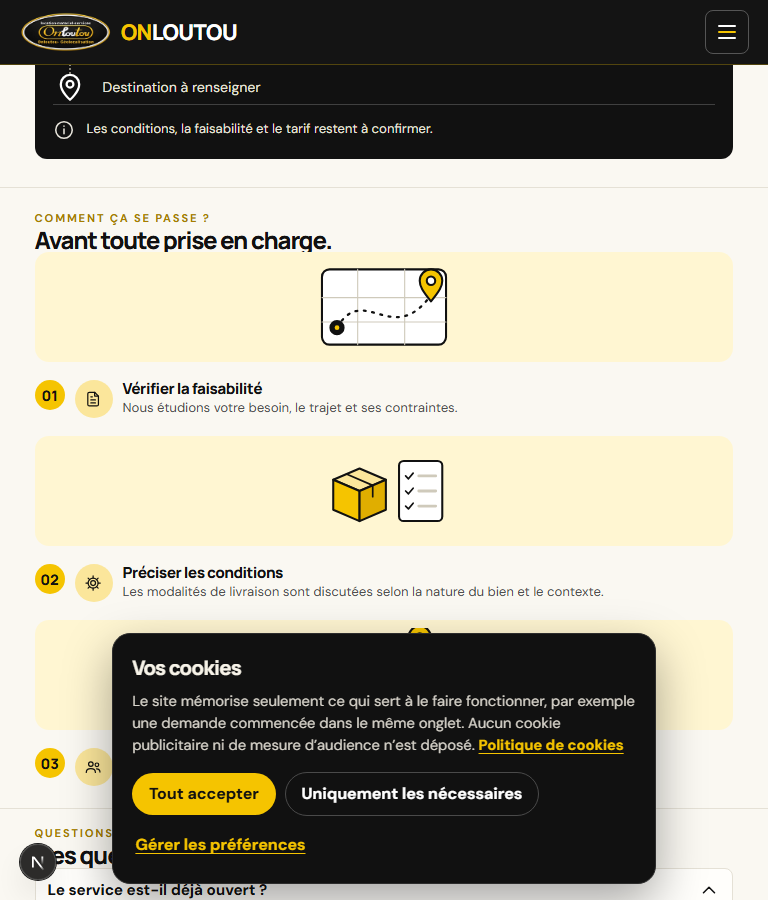 Onloutou
ONLOUTOU
Destination à renseigner
Les conditions, la faisabilité et le tarif restent à confirmer.
COMMENT ÇA SE PASSE ?
Avant toute prise en charge.
01
Vérifier la faisabilité
Nous étudions votre besoin, le trajet et ses contraintes.
02
Préciser les conditions
Les modalités de livraison sont discutées selon la nature du bien et le contexte.
03
Vos cookies
Le site mémorise seulement ce qui sert à le faire fonctionner, par exemple
une demande commencée dans le même onglet. Aucun cookie
publicitaire ni de mesure d’audience n’est déposé. Politique de cookies
Tout accepter
Uniquement les nécessaires
Gérer les préférences
QUESTIONS
N
Le service est-il déjà ouvert ?